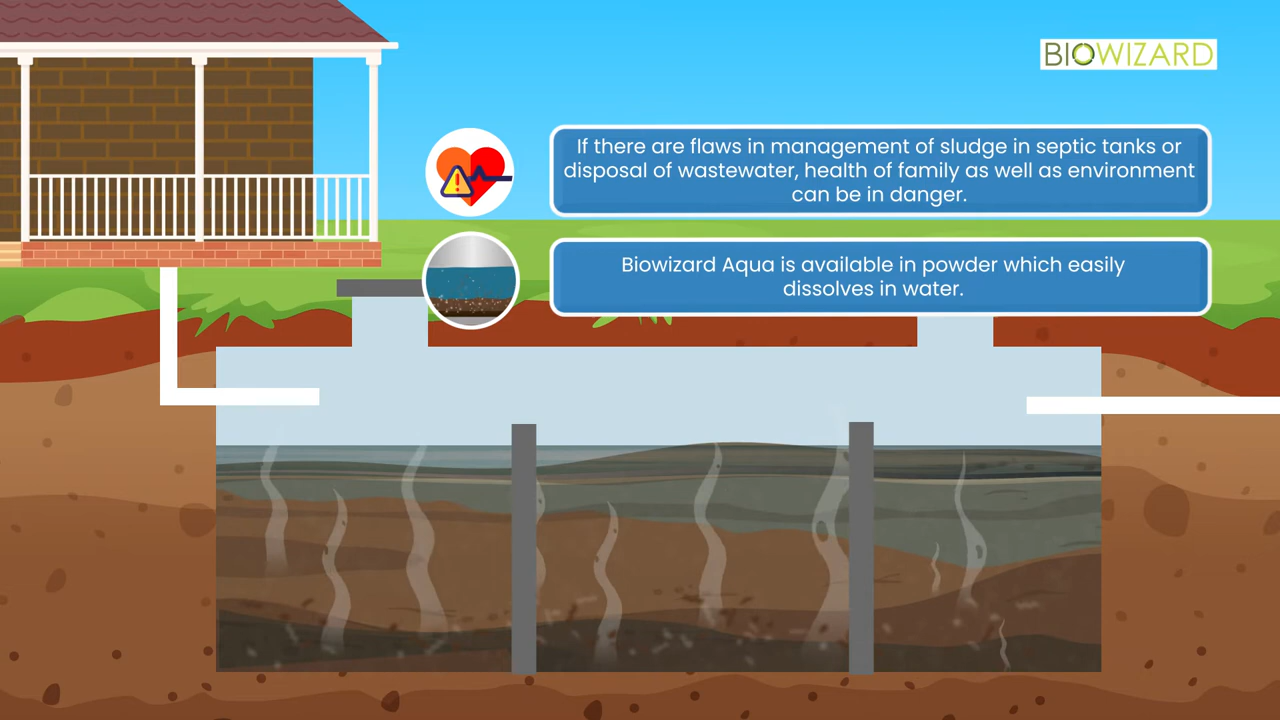 BIOWIZARD
If there are flaws in management of sludge in septic tanks or
disposal of wastewater, health of family as well as environment
can be in danger.
Biowizard Aqua is available in powder which easily
dissolves in water.